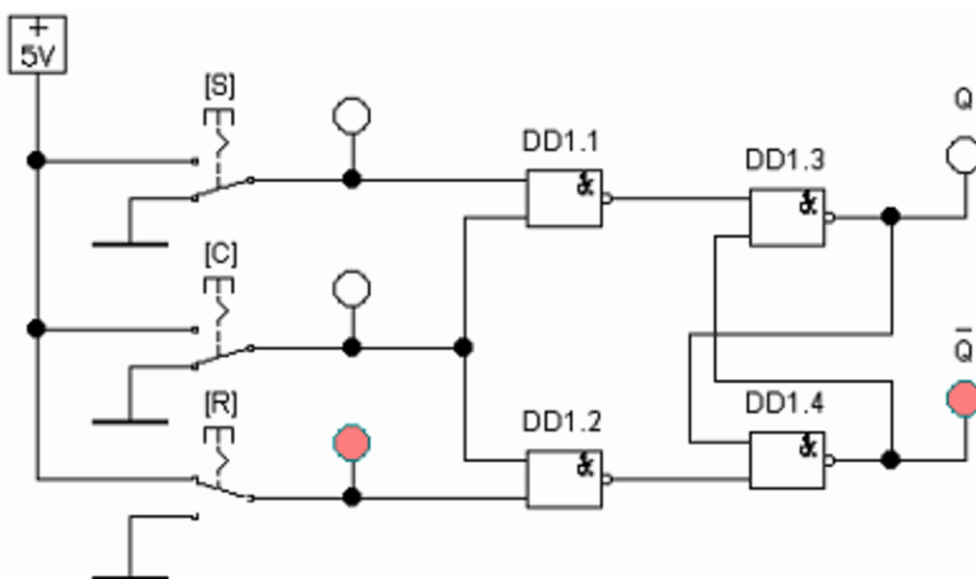 +
5V
[S]
DD1.1
&
DD1.3
&
Q
[C]
[R]
DD1.2
&
DD1.4
&
Q̅